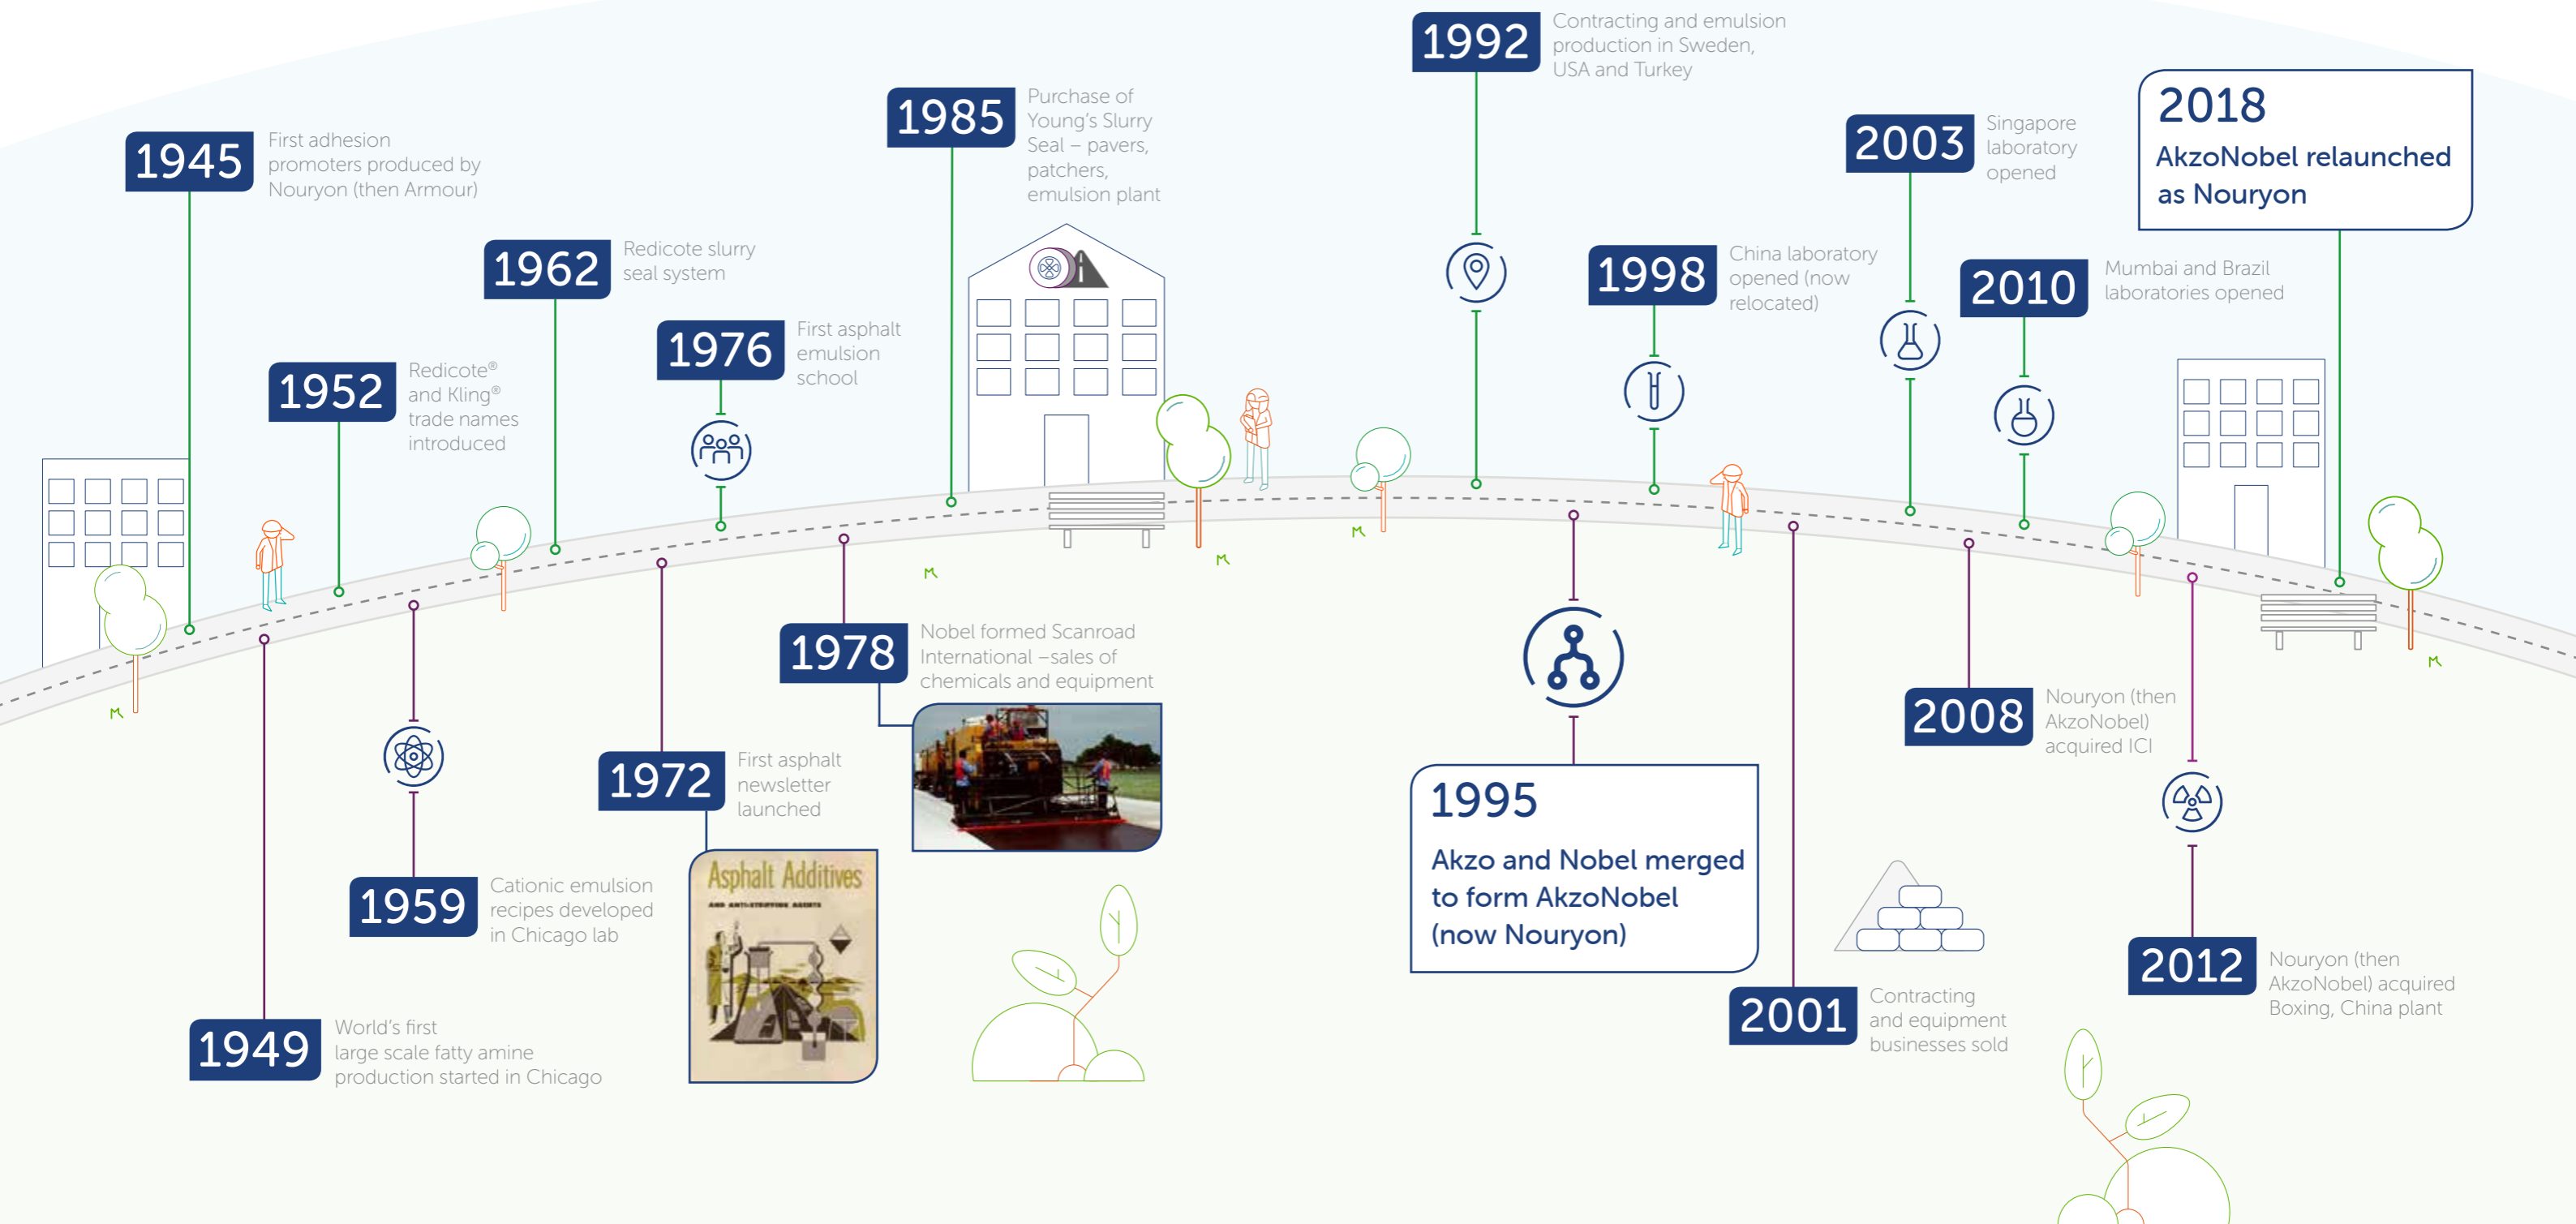 1945
First adhesion
promoters produced by
Nouryon (then Armour)
1949
World's first
large scale fatty amine
production started in Chicago
1952
Redicote®
and Kling®
trade names
introduced
1959
Cationic emulsion
recipes developed
in Chicago lab
1962
Redicote slurry
seal system
1972
First asphalt
newsletter
launched
Asphalt Additives
AND ANTI-STRIPPING AGENTS
1976
First asphalt
emulsion
school
1978
Nobel formed Scanroad
International –sales of
chemicals and equipment
1985
Purchase of
Young's Slurry
Seal – pavers,
patchers,
emulsion plant
1992
Contracting and emulsion
production in Sweden,
USA and Turkey
1995
Akzo and Nobel merged
to form AkzoNobel
(now Nouryon)
1998
China laboratory
opened (now
relocated)
2001
Contracting
and equipment
businesses sold
2003
Singapore
laboratory
opened
2008
Nouryon (then
AkzoNobel)
acquired ICI
2010
Mumbai and Brazil
laboratories opened
2012
Nouryon (then
AkzoNobel) acquired
Boxing, China plant
2018
AkzoNobel relaunched
as Nouryon